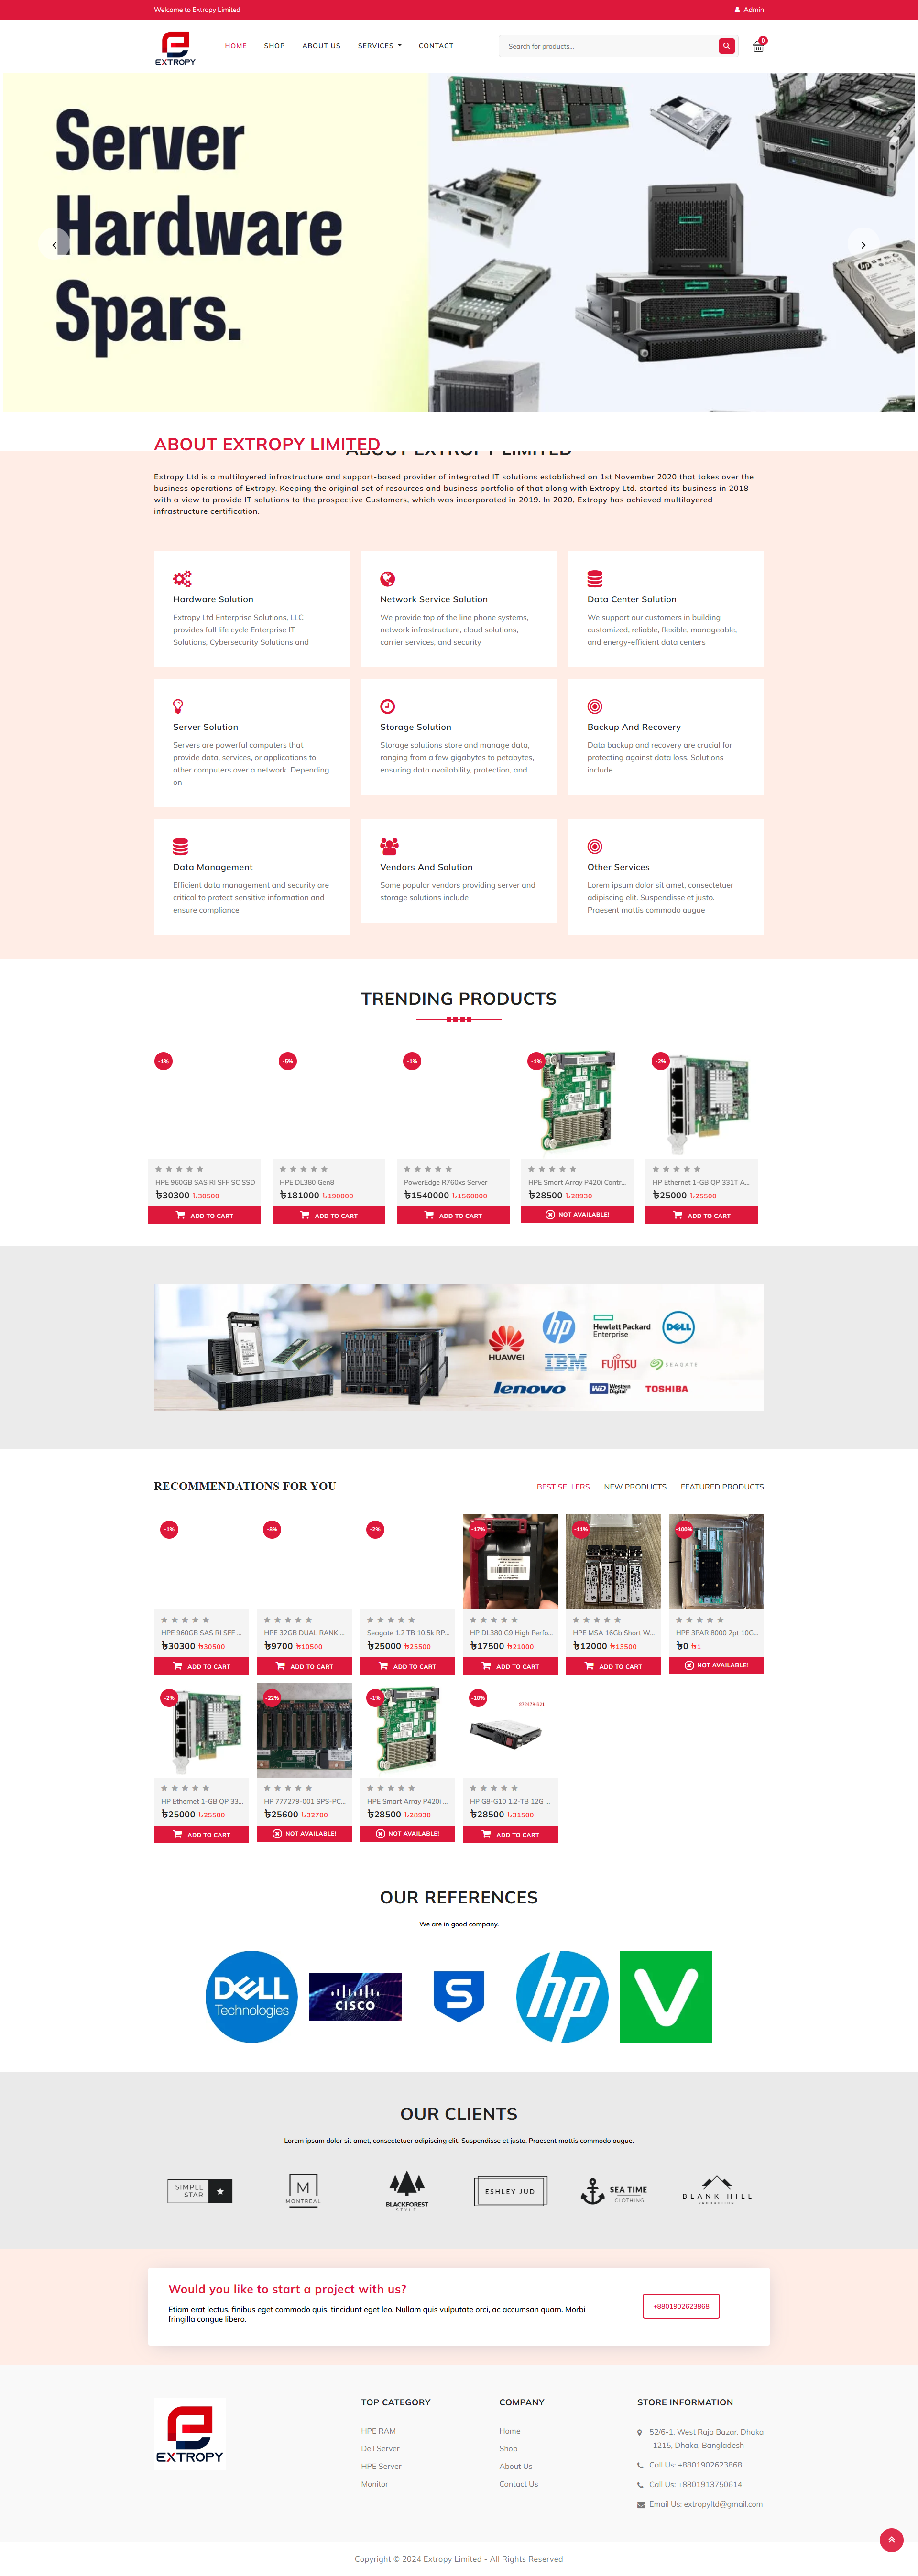 Welcome to Extropy Limited
Admin
EXTROPY
HOME SHOP ABOUT US SERVICES CONTACT
Search for products...
0
Server
Hardware
Spars.
ABOUT EXTROPY LIMITED
ABOUT EXTROPY LIMITED
Extropy Ltd is a multilayered infrastructure and support-based provider of integrated IT solutions established on 1st November 2020 that takes over the
business operations of Extropy. Keeping the original set of resources and business portfolio of that along with Extropy Ltd. started its business in 2018
with a view to provide IT solutions to the prospective Customers, which was incorporated in 2019. In 2020, Extropy has achieved multilayered
infrastructure certification.
Hardware Solution
Extropy Ltd Enterprise Solutions, LLC
provides full life cycle Enterprise IT
Solutions, Cybersecurity Solutions and
Network Service Solution
We provide top of the line phone systems,
network infrastructure, cloud solutions,
carrier services, and security
Data Center Solution
We support our customers in building
customized, reliable, flexible, manageable,
and energy-efficient data centers
Server Solution
Servers are powerful computers that
provide data, services, or applications to
other computers over a network. Depending
on
Storage Solution
Storage solutions store and manage data,
ranging from a few gigabytes to petabytes,
ensuring data availability, protection, and
Backup And Recovery
Data backup and recovery are crucial for
protecting against data loss. Solutions
include
Data Management
Efficient data management and security are
critical to protect sensitive information and
ensure compliance
Vendors And Solution
Some popular vendors providing server and
storage solutions include
Other Services
Lorem ipsum dolor sit amet, consectetuer
adipiscing elit. Suspendisse et justo.
Praesent mattis commodo augue
TRENDING PRODUCTS
-1%
HPE 960GB SAS RI SFF SC SSD
৳30300 ৳30500
ADD TO CART
-5%
HPE DL380 Gen8
৳181000 ৳190000
ADD TO CART
-1%
PowerEdge R760xs Server
৳1540000 ৳1560000
ADD TO CART
-1%
HPE Smart Array P420i Contr...
৳28500 ৳28930
NOT AVAILABLE!
-2%
HP Ethernet 1-GB QP 331T A...
৳25000 ৳25500
ADD TO CART
HUAWEI
hp
Hewlett Packard
Enterprise
DELL
IBM
FUJITSU
SEAGATE
lenovo
WD Western
Digital
TOSHIBA
RECOMMENDATIONS FOR YOU
BEST SELLERS NEW PRODUCTS FEATURED PRODUCTS
-1%
HPE 960GB SAS RI SFF ...
৳30300 ৳30500
ADD TO CART
-8%
HPE 32GB DUAL RANK ...
৳9700 ৳10500
ADD TO CART
-2%
Seagate 1.2 TB 10.5k RP...
৳25000 ৳25500
ADD TO CART
-17%
HP DL380 G9 High Perfo...
৳17500 ৳21000
ADD TO CART
-11%
HPE MSA 16Gb Short W...
৳12000 ৳13500
ADD TO CART
-100%
HPE 3PAR 8000 2pt 10G...
৳0 ৳1
NOT AVAILABLE!
-2%
HP Ethernet 1-GB QP 33...
৳25000 ৳25500
ADD TO CART
-22%
HP 777279-001 SPS-PC...
৳25600 ৳32700
NOT AVAILABLE!
-1%
HPE Smart Array P420i ...
৳28500 ৳28930
NOT AVAILABLE!
-10%
872479-B21
HP G8-G10 1.2-TB 12G ...
৳28500 ৳31500
ADD TO CART
OUR REFERENCES
We are in good company.
DELL
Technologies
CISCO
S
hp
V
OUR CLIENTS
Lorem ipsum dolor sit amet, consectetuer adipiscing elit. Suspendisse et justo. Praesent mattis commodo augue.
SIMPLE
STAR
M
MONTREAL
BLACKFOREST
STYLE
ESHLEY JUD
SEA TIME
CLOTHING
BLANK HILL
PRODUCTION
Would you like to start a project with us?
Etiam erat lectus, finibus eget commodo quis, tincidunt eget leo. Nullam quis vulputate orci, ac accumsan quam. Morbi
fringilla congue libero.
+8801902623868
EXTROPY
TOP CATEGORY
HPE RAM
Dell Server
HPE Server
Monitor
COMPANY
Home
Shop
About Us
Contact Us
STORE INFORMATION
52/6-1, West Raja Bazar, Dhaka
-1215, Dhaka, Bangladesh
Call Us: +8801902623868
Call Us: +8801913750614
Email Us: extropyltd@gmail.com
Copyright © 2024 Extropy Limited - All Rights Reserved